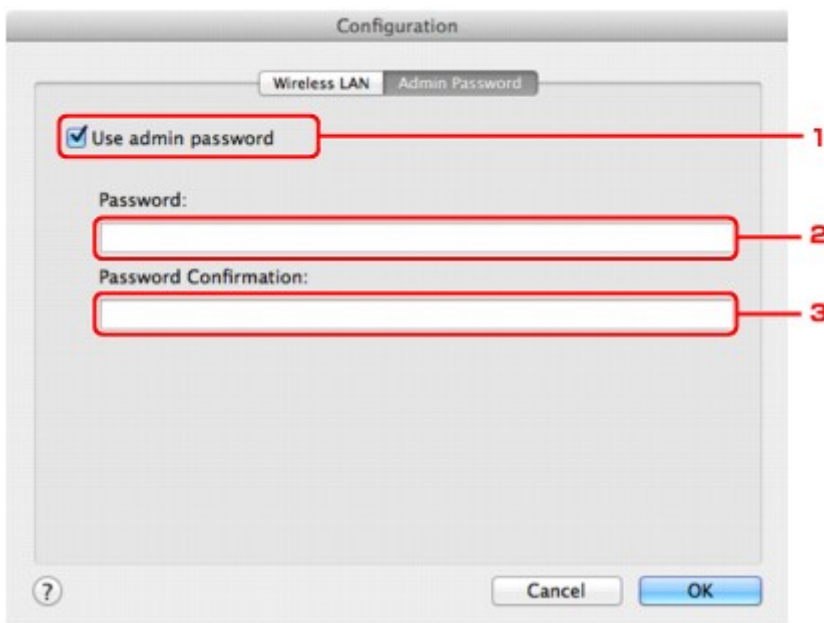 Configuration
Wireless LAN
Admin Password
Use admin password
1
Password:
2
Password Confirmation:
3
?
Cancel
OK